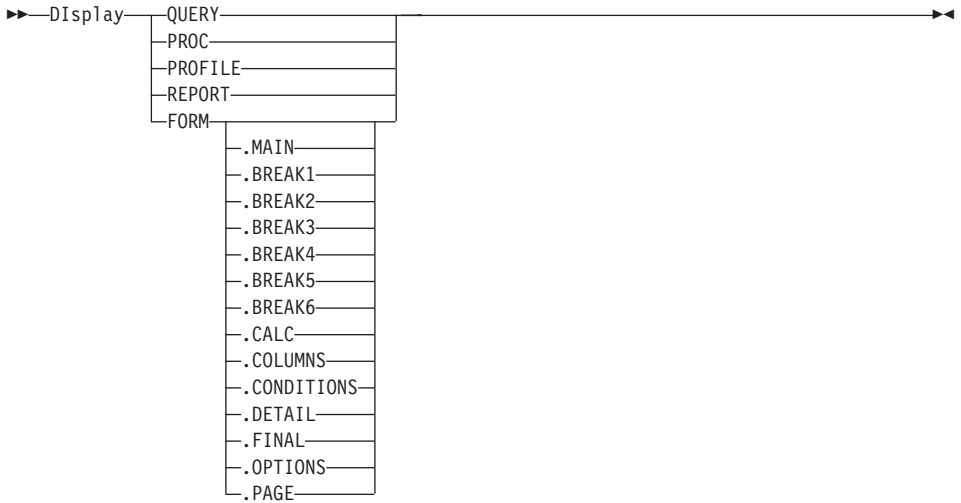 DIsplay QUERY
PROC
PROFILE
REPORT
FORM
.MAIN
.BREAK1
.BREAK2
.BREAK3
.BREAK4
.BREAK5
.BREAK6
.CALC
.COLUMNS
.CONDITIONS
.DETAIL
.FINAL
.OPTIONS
.PAGE